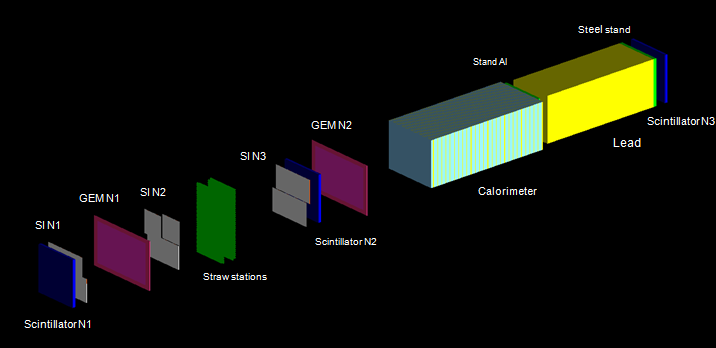 Steel stand
Stand Al
Scintillator N3
Lead
GEM N2
SI N3
Calorimeter
SI N2
GEM N1
SI N1
Scintillator N2
Straw stations
Scintillator N1